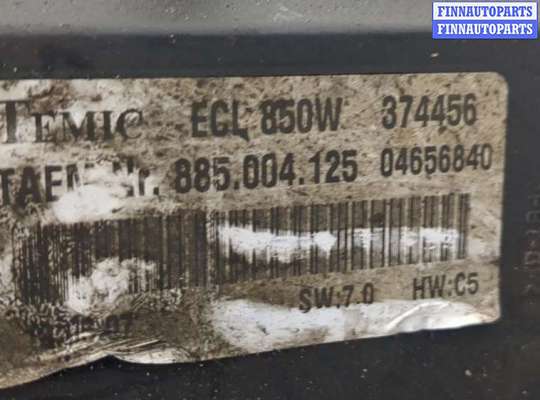 FINNAUTOPARTS
FINNAUTOPARTS
TEMIC ECL 850W 374456
TAEM Nr. 885.004.125 04656840
SW:7.0 HW:C5